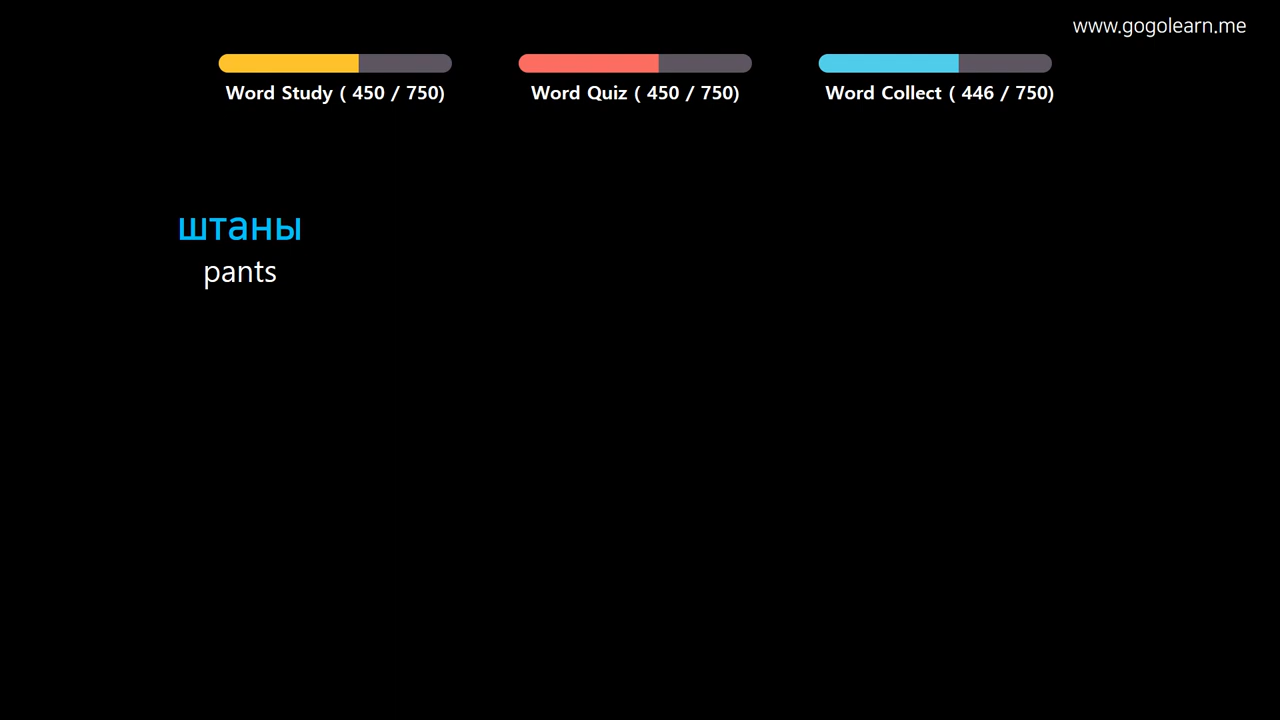 www.gogolearn.me
Word Study ( 450 / 750)
Word Quiz ( 450 / 750)
Word Collect ( 446 / 750)
штаны
pants